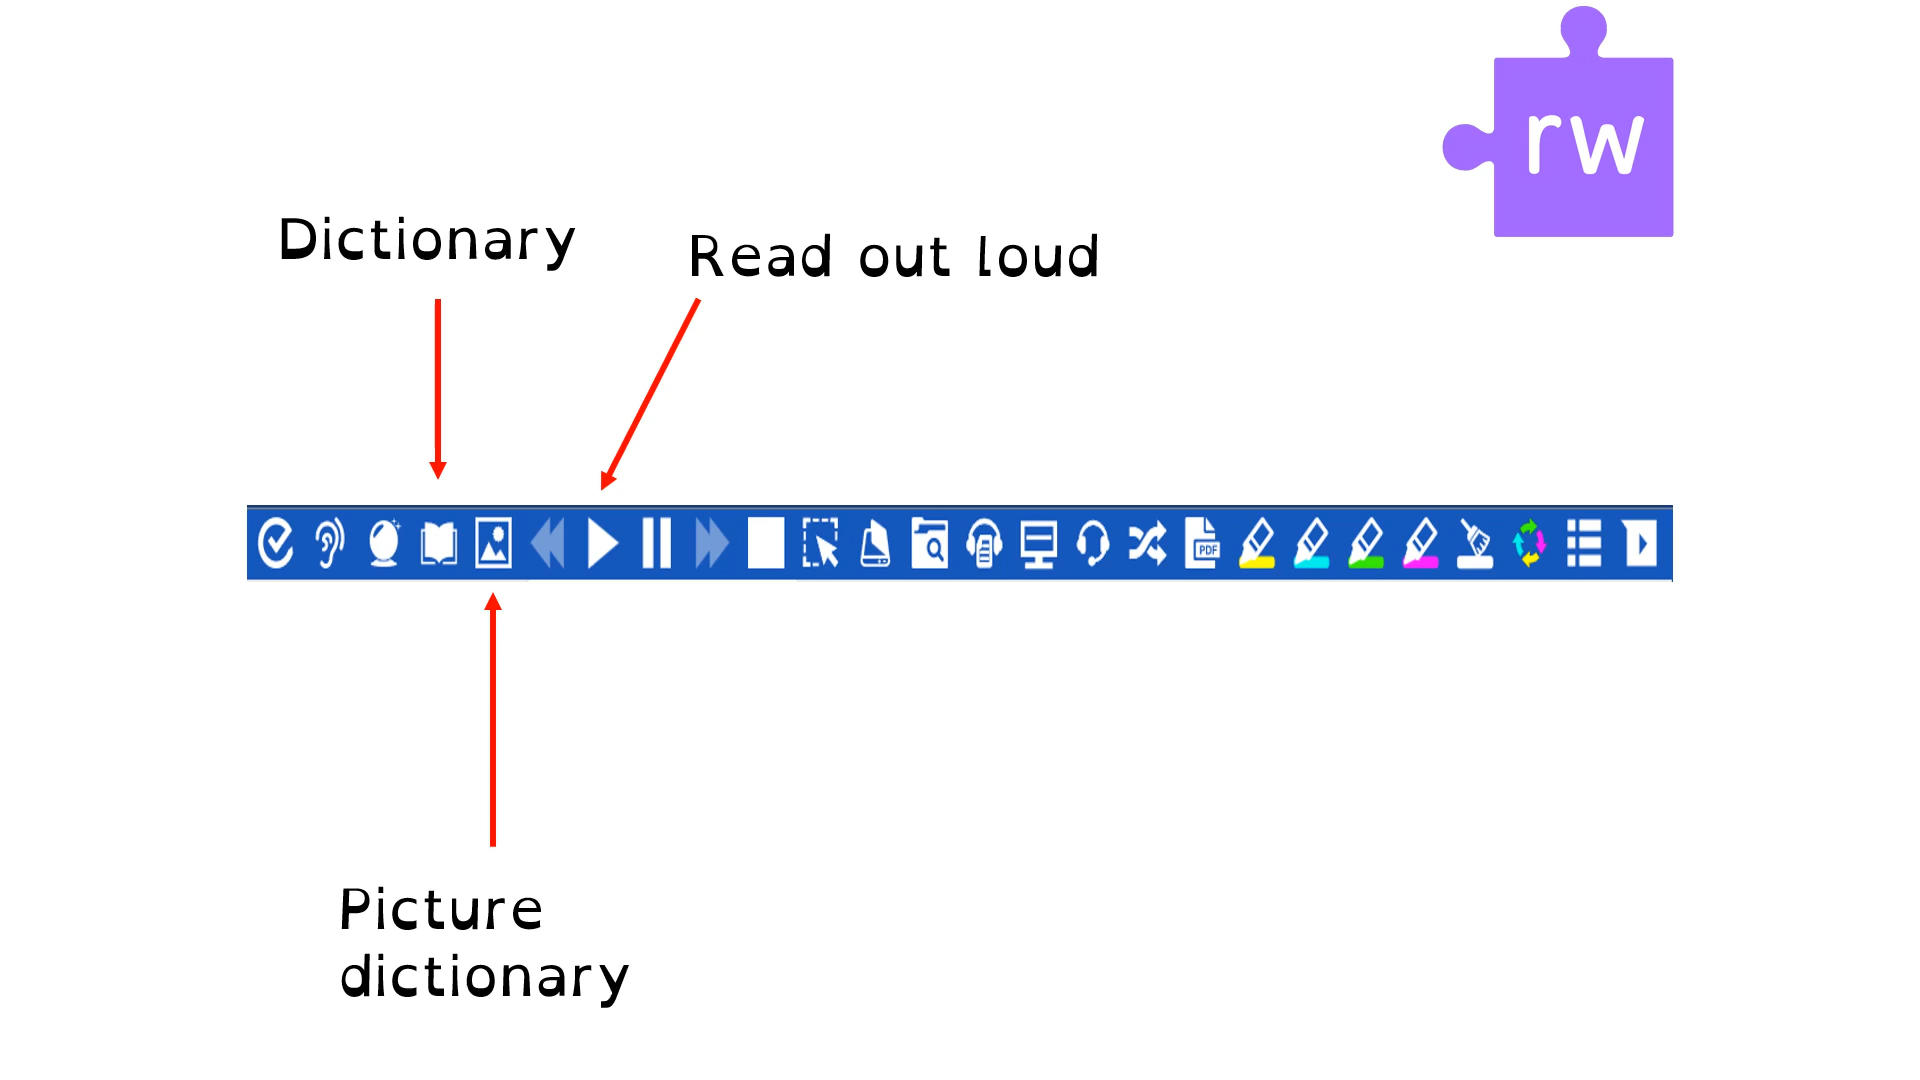 rw
Dictionary
Read out loud
PDF
Picture
dictionary